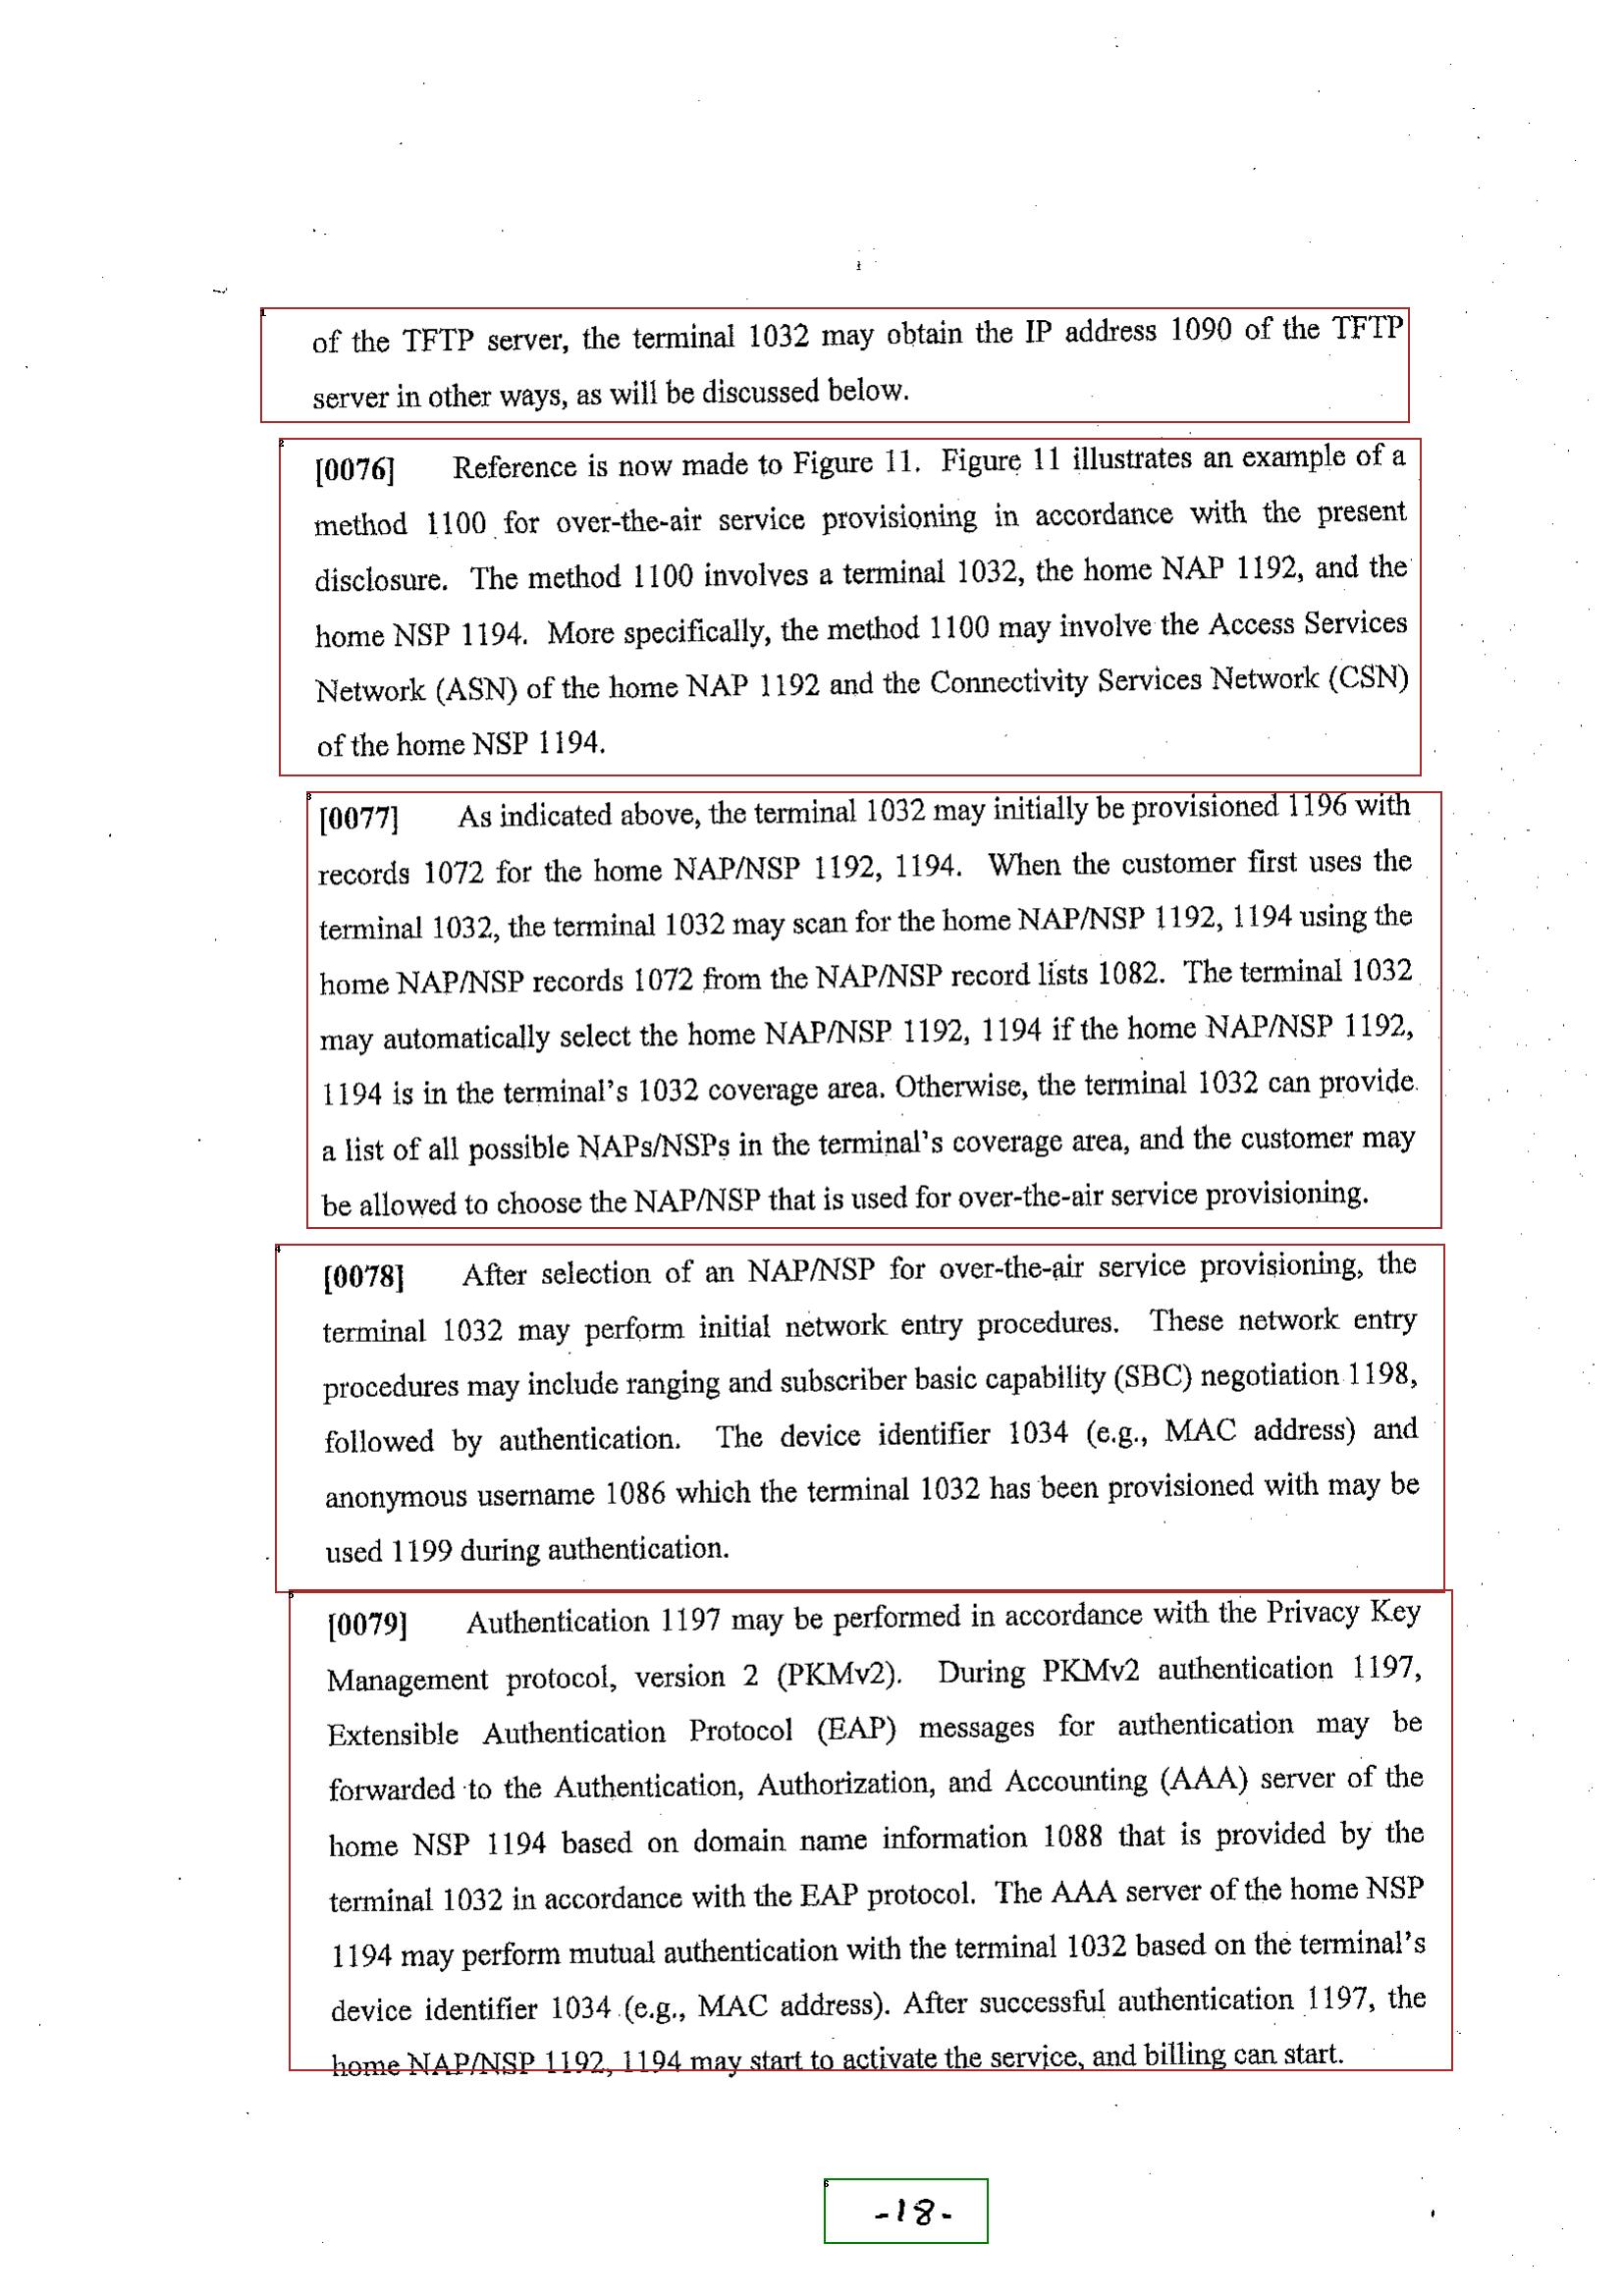 of the TFTP server, the terminal 1032 may obtain the IP address 1090 of the TFTP
server in other ways, as will be discussed below.
[0076] Reference is now made to Figure 11. Figure 11 illustrates an example of a
method 1100 for over-the-air service provisioning in accordance with the present
disclosure. The method 1100 involves a terminal 1032, the home NAP 1192, and the
home NSP 1194. More specifically, the method 1100 may involve the Access Services
Network (ASN) of the home NAP 1192 and the Connectivity Services Network (CSN)
of the home NSP 1194.
[0077] As indicated above, the terminal 1032 may initially be provisioned 1196 with
records 1072 for the home NAP/NSP 1192, 1194. When the customer first uses the
terminal 1032, the terminal 1032 may scan for the home NAP/NSP 1192, 1194 using the
home NAP/NSP records 1072 from the NAP/NSP record lists 1082. The terminal 1032
may automatically select the home NAP/NSP 1192, 1194 if the home NAP/NSP 1192,
1194 is in the terminal's 1032 coverage area. Otherwise, the terminal 1032 can provide
a list of all possible NAPs/NSPs in the terminal's coverage area, and the customer may
be allowed to choose the NAP/NSP that is used for over-the-air service provisioning.
[0078] After selection of an NAP/NSP for over-the-air service provisioning, the
terminal 1032 may perform initial network entry procedures. These network entry
procedures may include ranging and subscriber basic capability (SBC) negotiation 1198,
followed by authentication. The device identifier 1034 (e.g., MAC address) and
anonymous username 1086 which the terminal 1032 has been provisioned with may be
used 1199 during authentication.
[0079] Authentication 1197 may be performed in accordance with the Privacy Key
Management protocol, version 2 (PKMv2). During PKMv2 authentication 1197,
Extensible Authentication Protocol (EAP) messages for authentication may be
forwarded to the Authentication, Authorization, and Accounting (AAA) server of the
home NSP 1194 based on domain name information 1088 that is provided by the
terminal 1032 in accordance with the EAP protocol. The AAA server of the home NSP
1194 may perform mutual authentication with the terminal 1032 based on the terminal's
device identifier 1034 (e.g., MAC address). After successful authentication 1197, the
home NAP/NSP 1192, 1194 may start to activate the service, and billing can start.
-18-